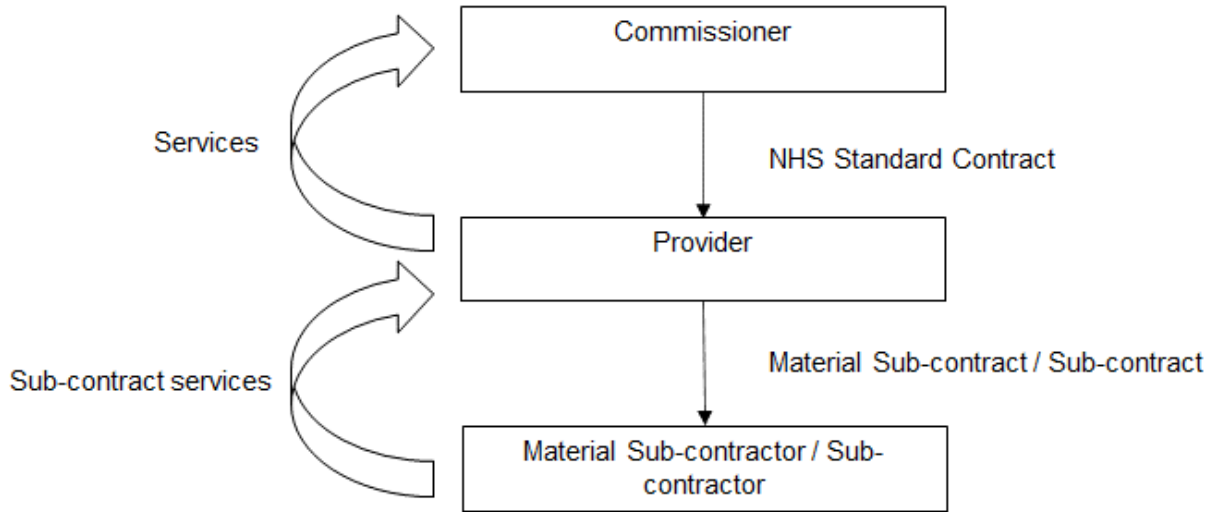 Commissioner
Services
NHS Standard Contract
Provider
Material Sub-contract / Sub-contract
Sub-contract services
Material Sub-contractor / Sub-
contractor